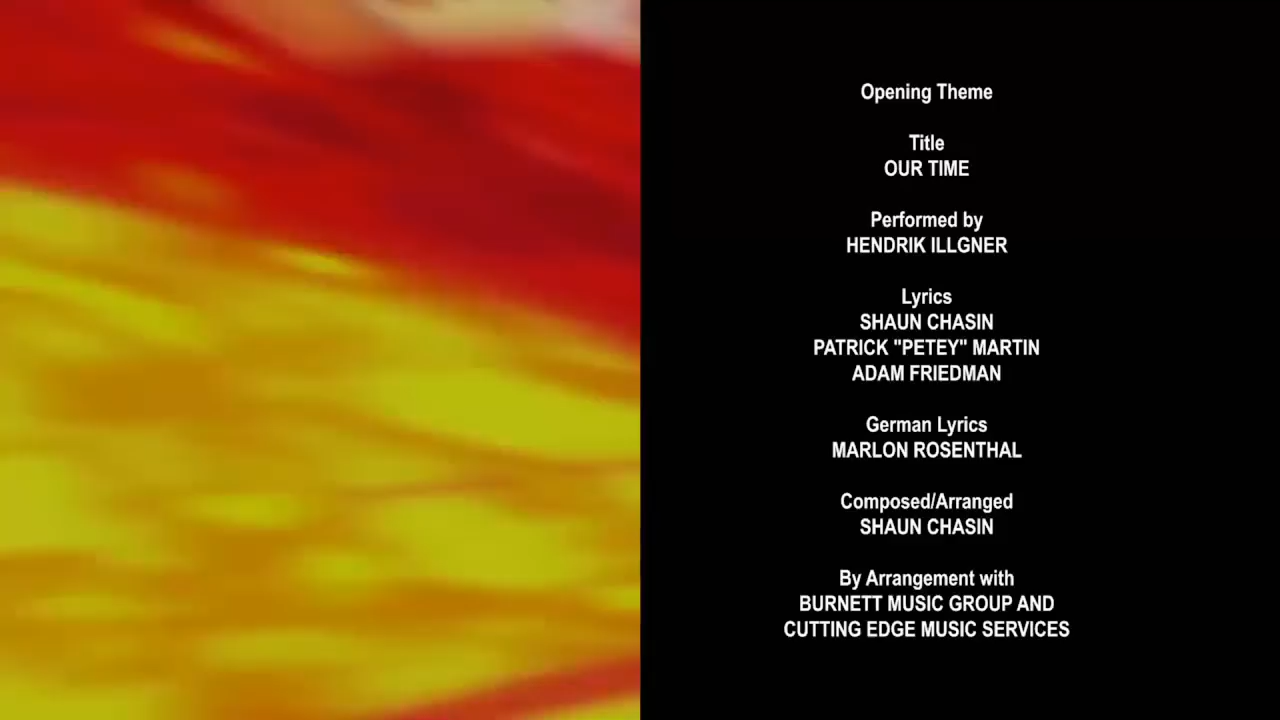 Opening Theme
Title
OUR TIME
Performed by
HENDRIK ILLGNER
Lyrics
SHAUN CHASIN
PATRICK "PETEY" MARTIN
ADAM FRIEDMAN
German Lyrics
MARLON ROSENTHAL
Composed/Arranged
SHAUN CHASIN
By Arrangement with
BURNETT MUSIC GROUP AND
CUTTING EDGE MUSIC SERVICES